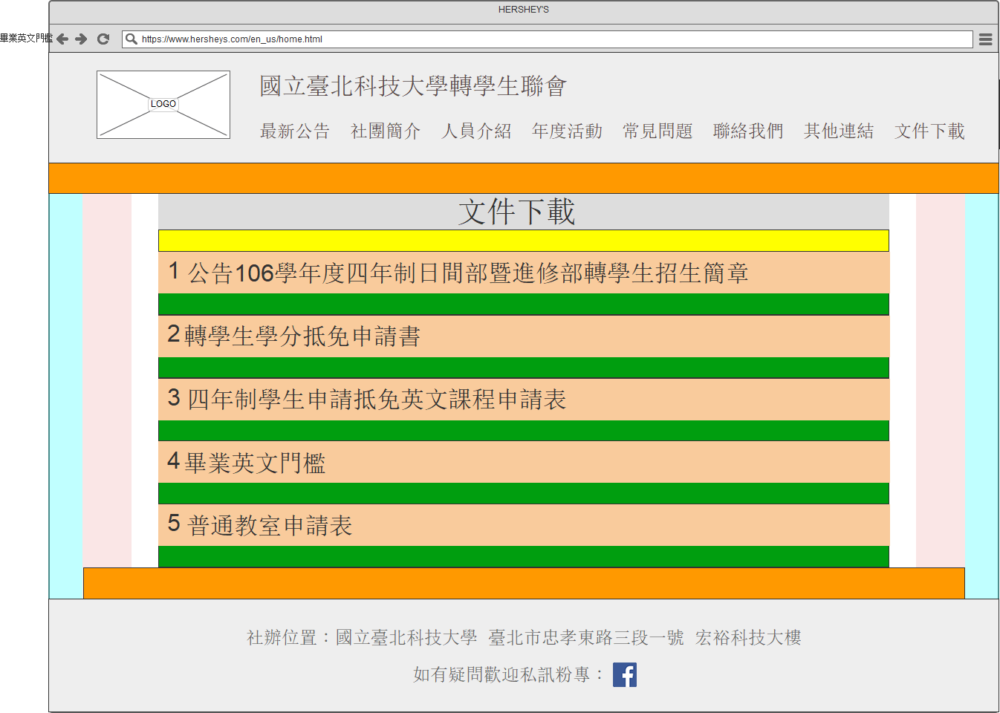 HERSHEY'S
畢業英文門檻
https://www.hersheys.com/en_us/home.html
LOGO
國立臺北科技大學轉學生聯會
最新公告 社團簡介 人員介紹 年度活動 常見問題 聯絡我們 其他連結 文件下載
文件下載
1 公告106學年度四年制日間部暨進修部轉學生招生簡章
2 轉學生學分抵免申請書
3 四年制學生申請抵免英文課程申請表
4 畢業英文門檻
5 普通教室申請表
社辦位置：國立臺北科技大學 臺北市忠孝東路三段一號 宏裕科技大樓
如有疑問歡迎私訊粉專：